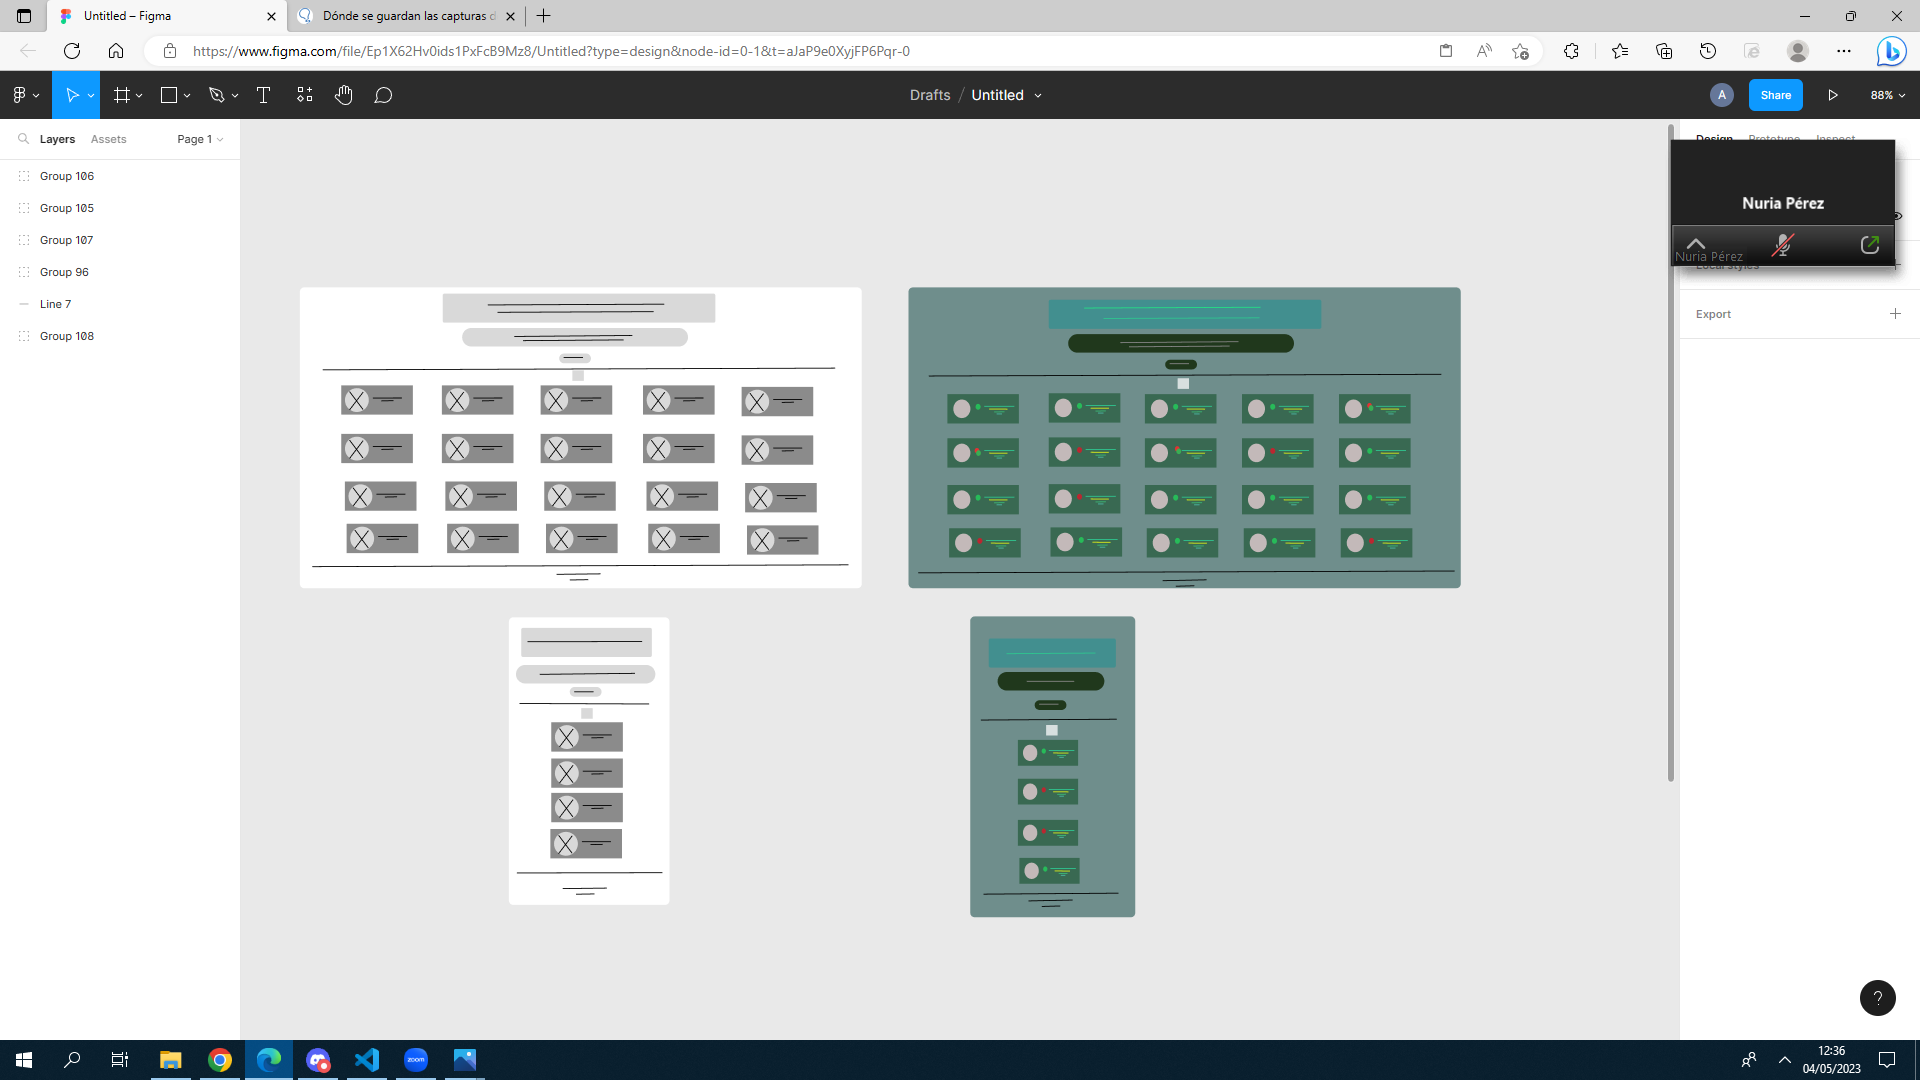 Untitled – Figma
Dónde se guardan las capturas d
https://www.figma.com/file/Ep1X62Hv0ids1PxFcB9Mz8/Untitled?type=design&node-id=0-1&t=aJaP9e0XyjFP6Pqr-0
Drafts / Untitled
A
Share
88%
Layers
Assets
Page 1
Design
Prototype
Inspect
Group 106
Group 105
Group 107
Group 96
Line 7
Group 108
Nuria Pérez
Nuria Pérez
Local styles
Export
?
zoom
12:36
04/05/2023